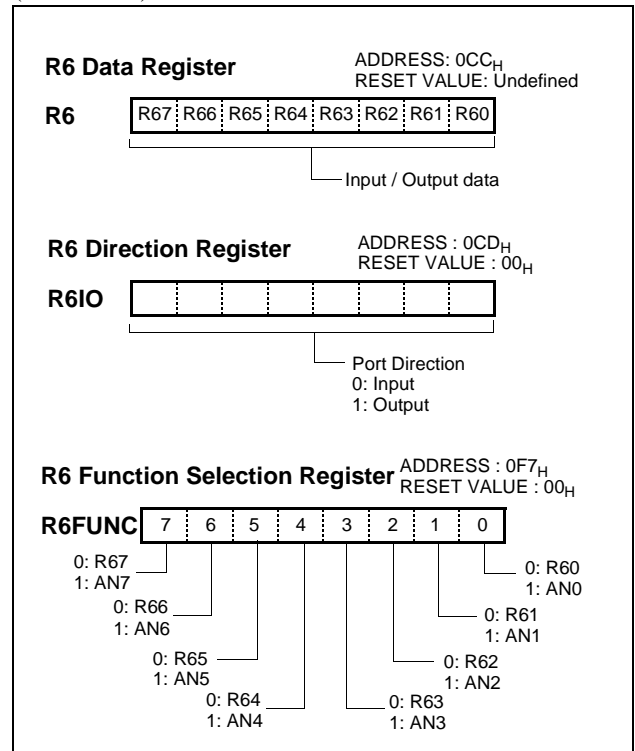 R6 Data Register ADDRESS: 0CCH
RESET VALUE: Undefined
R6 R67 R66 R65 R64 R63 R62 R61 R60
Input / Output data
R6 Direction Register ADDRESS : 0CDH
RESET VALUE : 00H
R6IO
Port Direction
0: Input
1: Output
R6 Function Selection Register ADDRESS : 0F7H
RESET VALUE : 00H
R6FUNC 7 6 5 4 3 2 1 0
0: R67
1: AN7
0: R60
1: AN0
0: R66
1: AN6
0: R61
1: AN1
0: R65
1: AN5
0: R62
1: AN2
0: R64
1: AN4
0: R63
1: AN3